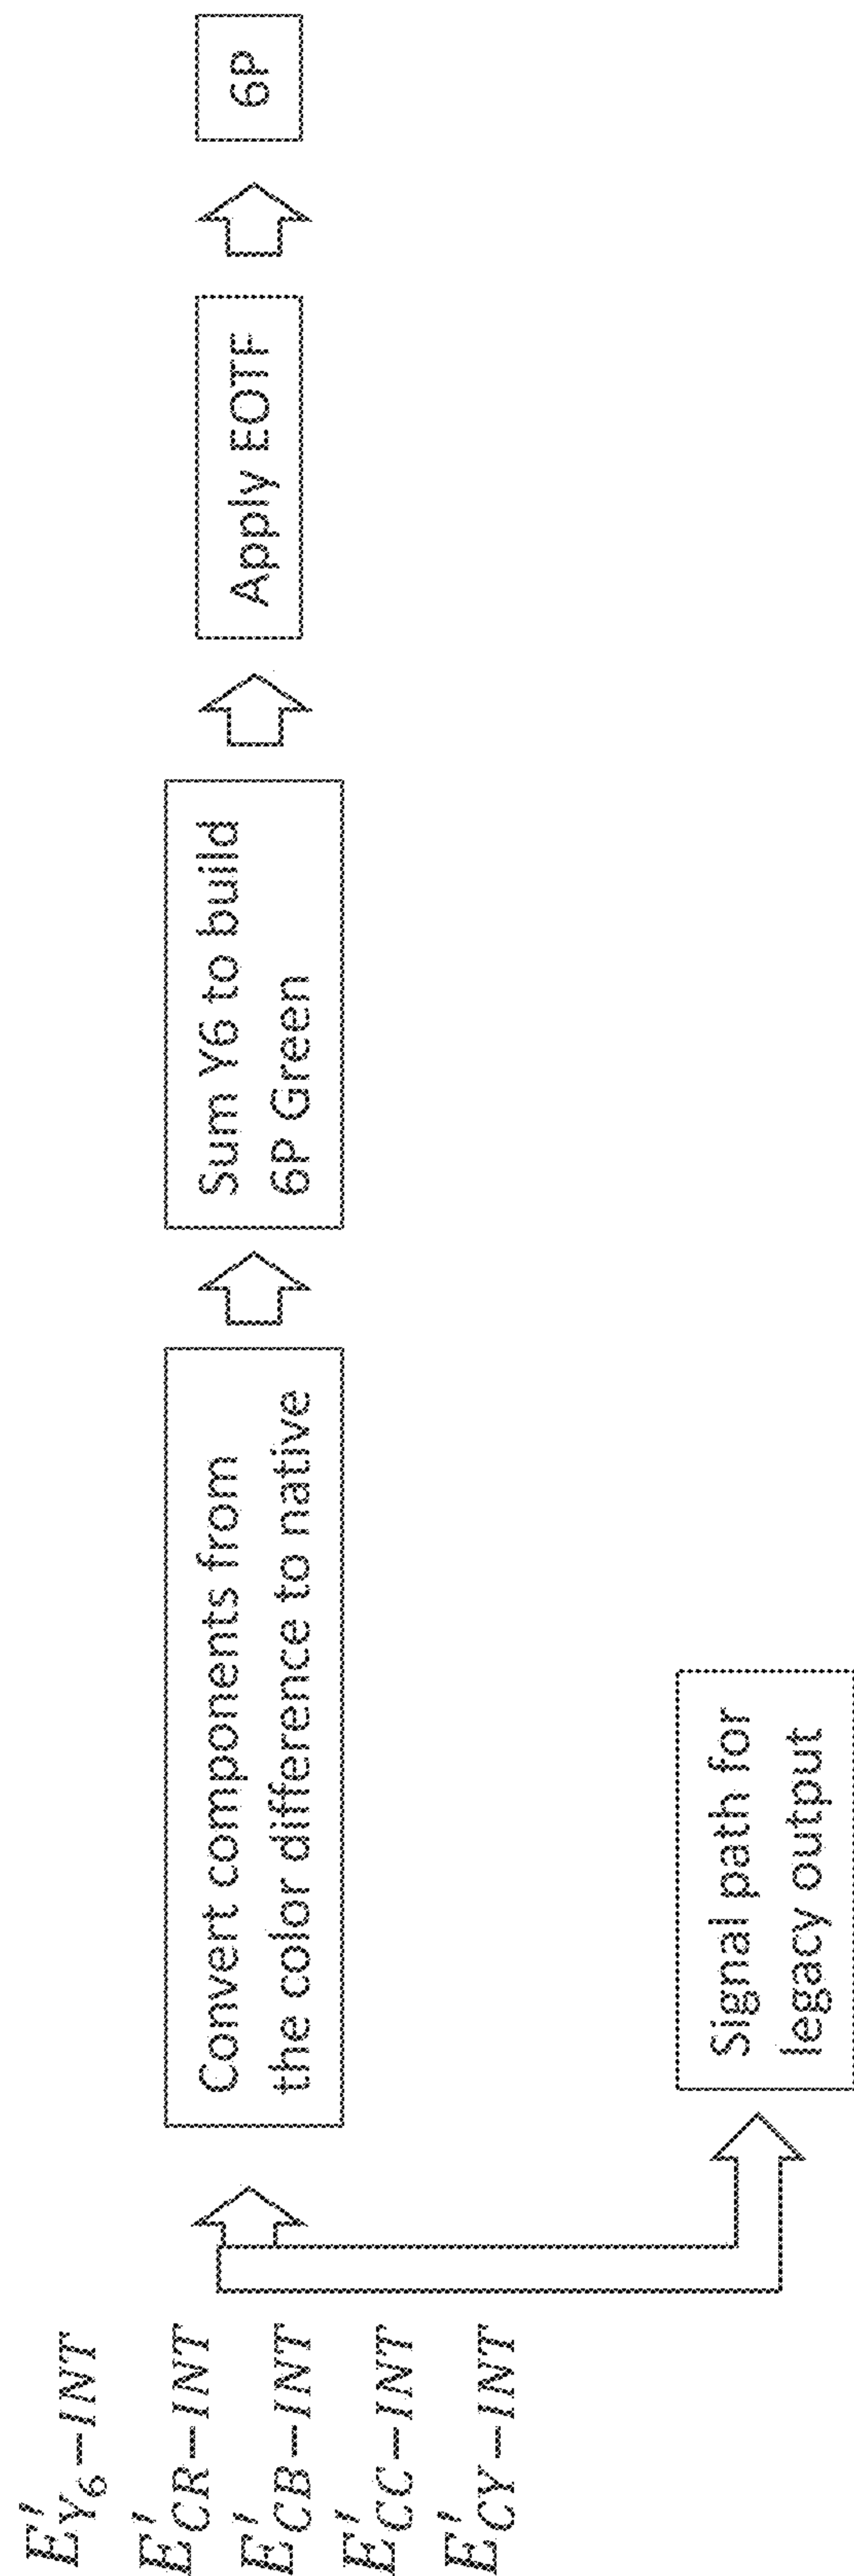 E′Y6−INT
E′CR−INT
E′CB−INT
E′CC−INT
E′CY−INT
Convert components from
the color difference to native
Sum Y6 to build
6P Green
Apply EOTF
6P
Signal path for
legacy output